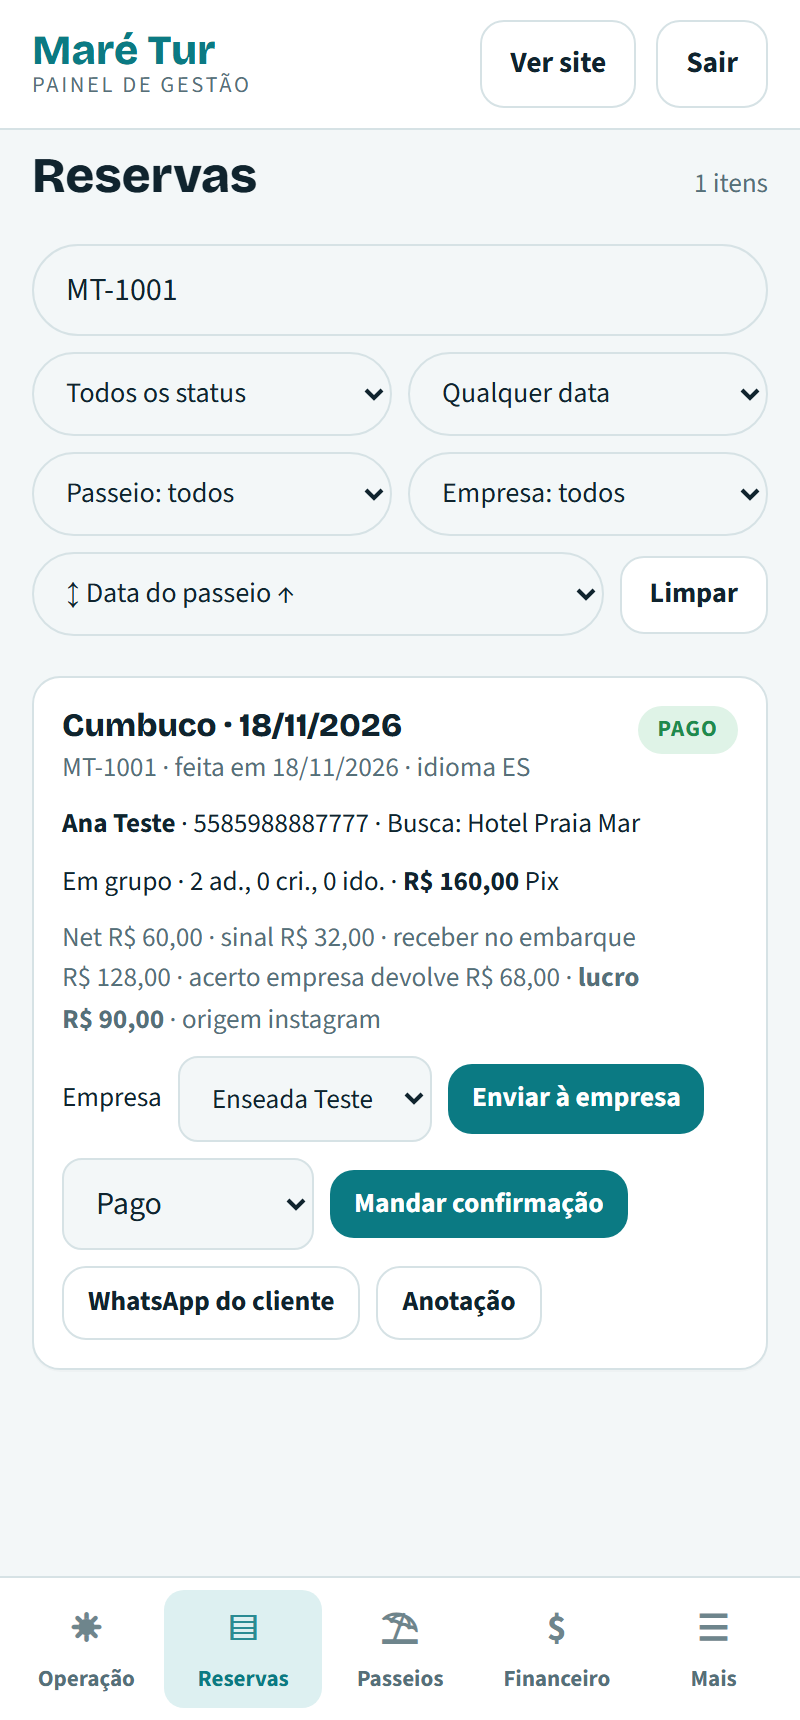 Maré Tur
PAINEL DE GESTÃO
Ver site
Sair
Reservas
1 itens
MT-1001
Todos os status
Qualquer data
Passeio: todos
Empresa: todos
↕ Data do passeio ↑
Limpar
Cumbuco · 18/11/2026
PAGO
MT-1001 · feita em 18/11/2026 · idioma ES
Ana Teste · 5585988887777 · Busca: Hotel Praia Mar
Em grupo · 2 ad., 0 cri., 0 ido. · R$ 160,00 Pix
Net R$ 60,00 · sinal R$ 32,00 · receber no embarque
R$ 128,00 · acerto empresa devolve R$ 68,00 · lucro
R$ 90,00 · origem instagram
Empresa
Enseada Teste
Enviar à empresa
Pago
Mandar confirmação
WhatsApp do cliente
Anotação
Operação
Reservas
Passeios
$
Financeiro
Mais